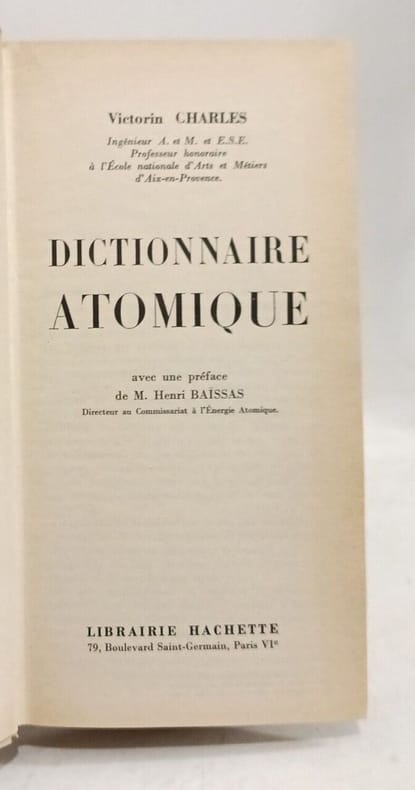 Victorin CHARLES
Ingénieur A. et M. et E.S.E.
Professeur honoraire
à l'École nationale d'Arts et Métiers
d'Aix-en-Provence.
DICTIONNAIRE
ATOMIQUE
avec une préface
de M. Henri BAÏSSAS
Directeur au Commissariat à l'Énergie Atomique.
LIBRAIRIE HACHETTE
79, Boulevard Saint-Germain, Paris VIᵉ